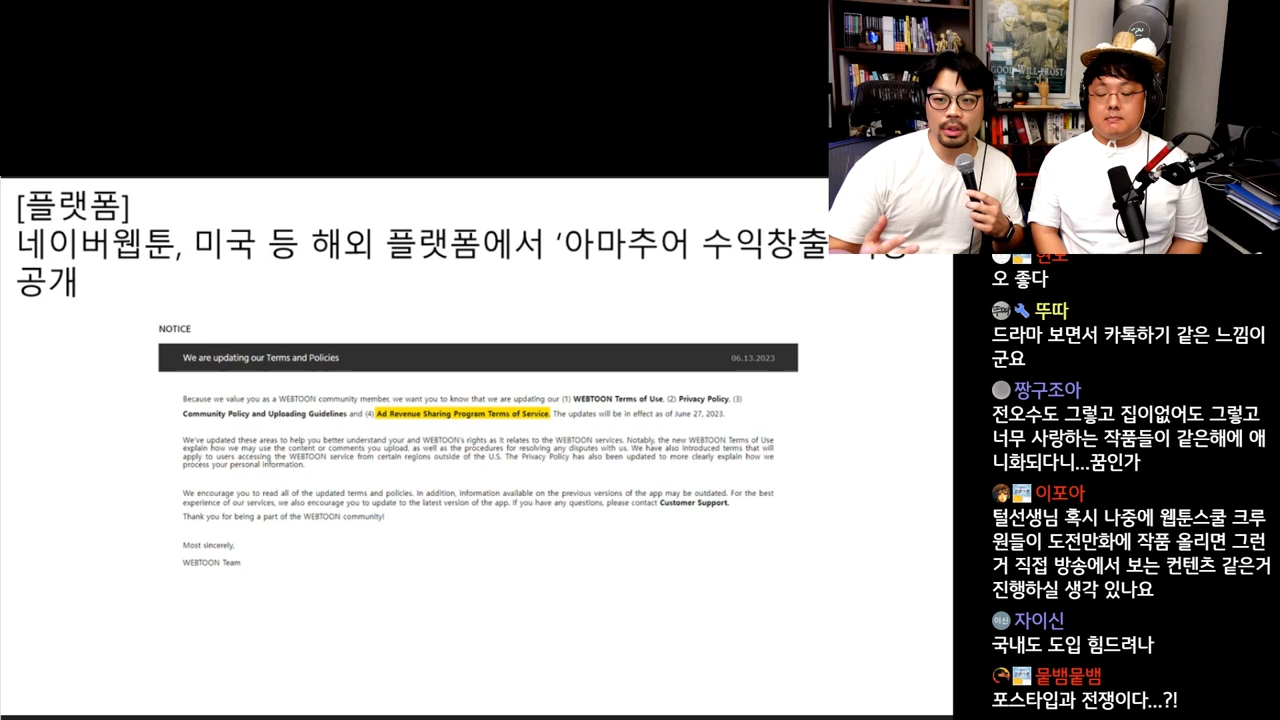 [플랫폼]
네이버웹툰, 미국 등 해외 플랫폼에서 '아마추어 수익창출
공개
NOTICE
We are updating our Terms and Policies
06.13.2023
Because we value you as a WEBTOON community member, we want you to know that we are updating our (1) WEBTOON Terms of Use, (2) Privacy Policy, (3)
Community Policy and Uploading Guidelines and (4) Ad Revenue Sharing Program Terms of Service. The updates will be in effect as of June 27, 2023.
We've updated these areas to help you better understand your and WEBTOON's rights as it relates to the WEBTOON services. Notably, the new WEBTOON Terms of Use
explain how we may use the content or comments you upload, as well as the procedures for resolving any disputes with us. We have also introduced terms that will
apply to users accessing the WEBTOON service from certain regions outside of the U.S. The Privacy Policy has also been updated to more clearly explain how we
process your personal information.
We encourage you to read all of the updated terms and policies. In addition, information available on the previous versions of the app may be outdated. For the best
experience of our services, we also encourage you to update to the latest version of the app. If you have any questions, please contact Customer Support.
Thank you for being a part of the WEBTOON community!
Most sincerely,
WEBTOON Team
GOOD WILL FROST
오 좋다
뚜따
드라마 보면서 카톡하기 같은 느낌이
군요
짱구조아
전오수도 그렇고 집이없어도 그렇고
너무 사랑하는 작품들이 같은해에 애
니화되다니...꿈인가
이포아
털선생님 혹시 나중에 웹툰스쿨 크루
원들이 도전만화에 작품 올리면 그런
거 직접 방송에서 보는 컨텐츠 같은거
진행하실 생각 있나요
이신 자이신
국내도 도입 힘드려나
뭍뱀뭍뱀
포스타입과 전쟁이다...?!